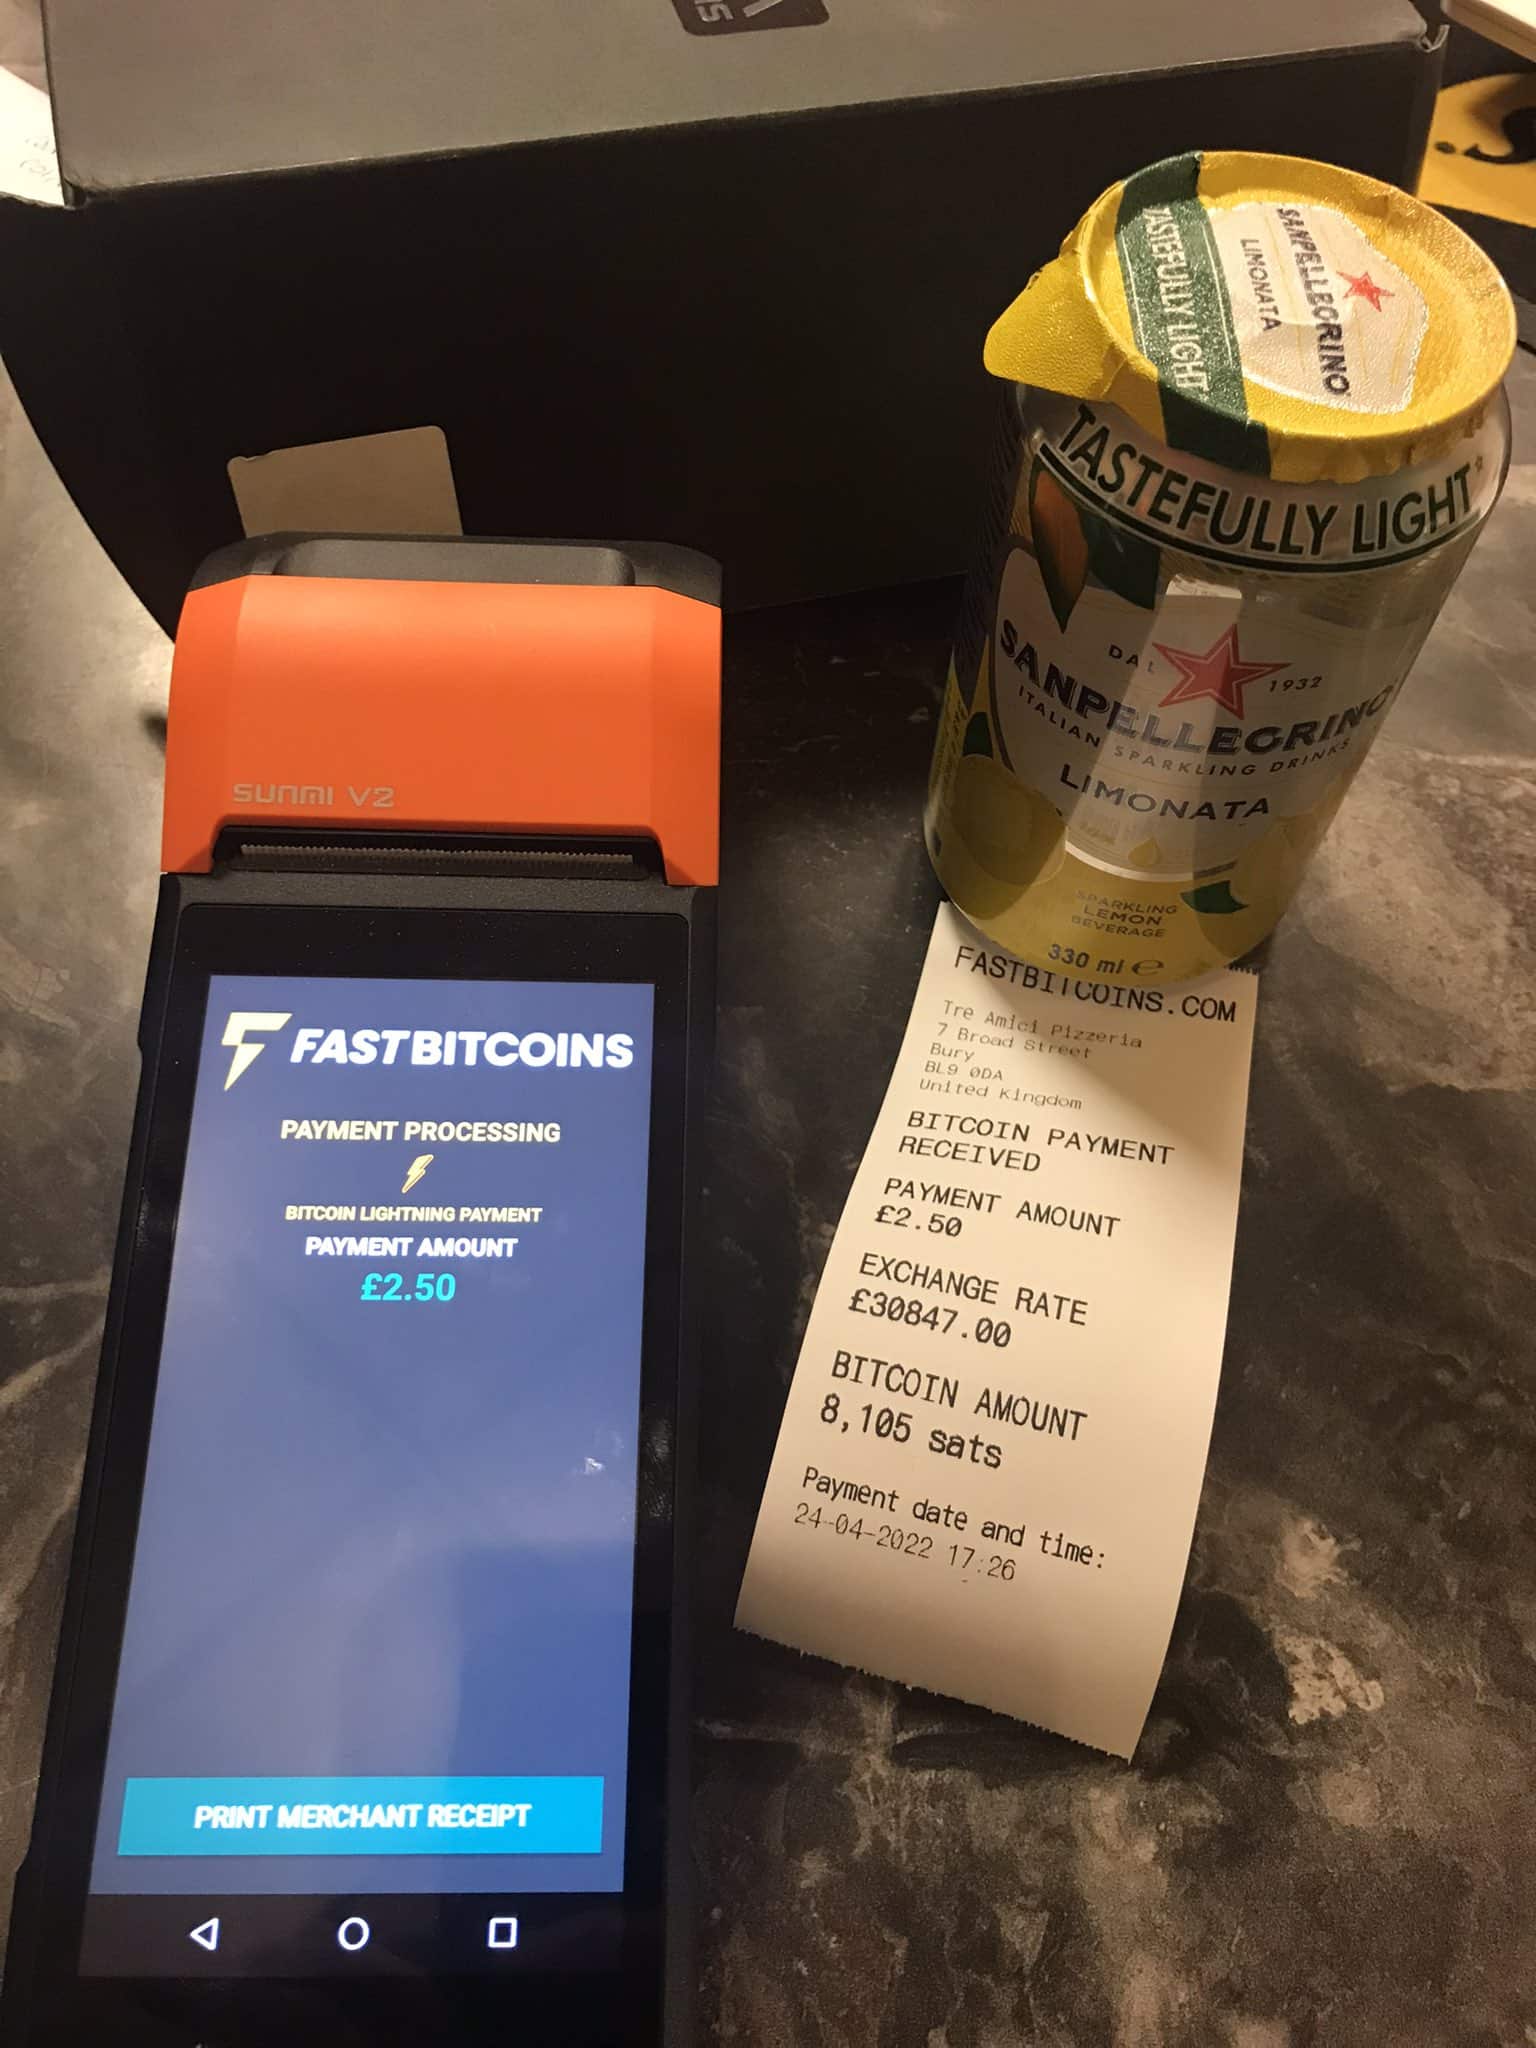 SUNMI V2
FASTBITCOINS
PAYMENT PROCESSING
BITCOIN LIGHTNING PAYMENT
PAYMENT AMOUNT
£2.50
PRINT MERCHANT RECEIPT
SANPELLEGRINO
LIMONATA
TASTEFULLY LIGHT
TASTEFULLY LIGHT
DAL 1932
SANPELLEGRINO
ITALIAN SPARKLING DRINKS
LIMONATA
SPARKLING
LEMON
BEVERAGE
330 ml e
FASTBITCOINS.COM
Tre Amici Pizzeria
7 Broad Street
Bury
BL9 0DA
United Kingdom
BITCOIN PAYMENT
RECEIVED
PAYMENT AMOUNT
£2.50
EXCHANGE RATE
£30847.00
BITCOIN AMOUNT
8,105 sats
Payment date and time:
24-04-2022 17:26